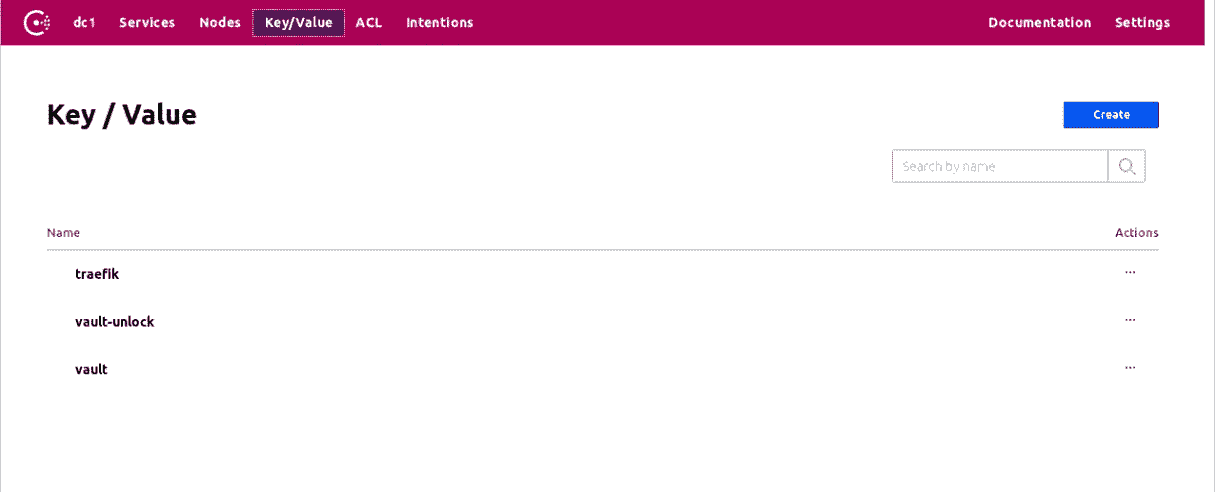 dc1 Services Nodes Key/Value ACL Intentions Documentation Settings
Key / Value
Create
Search by name
Name Actions
traefik ...
vault-unlock ...
vault ...